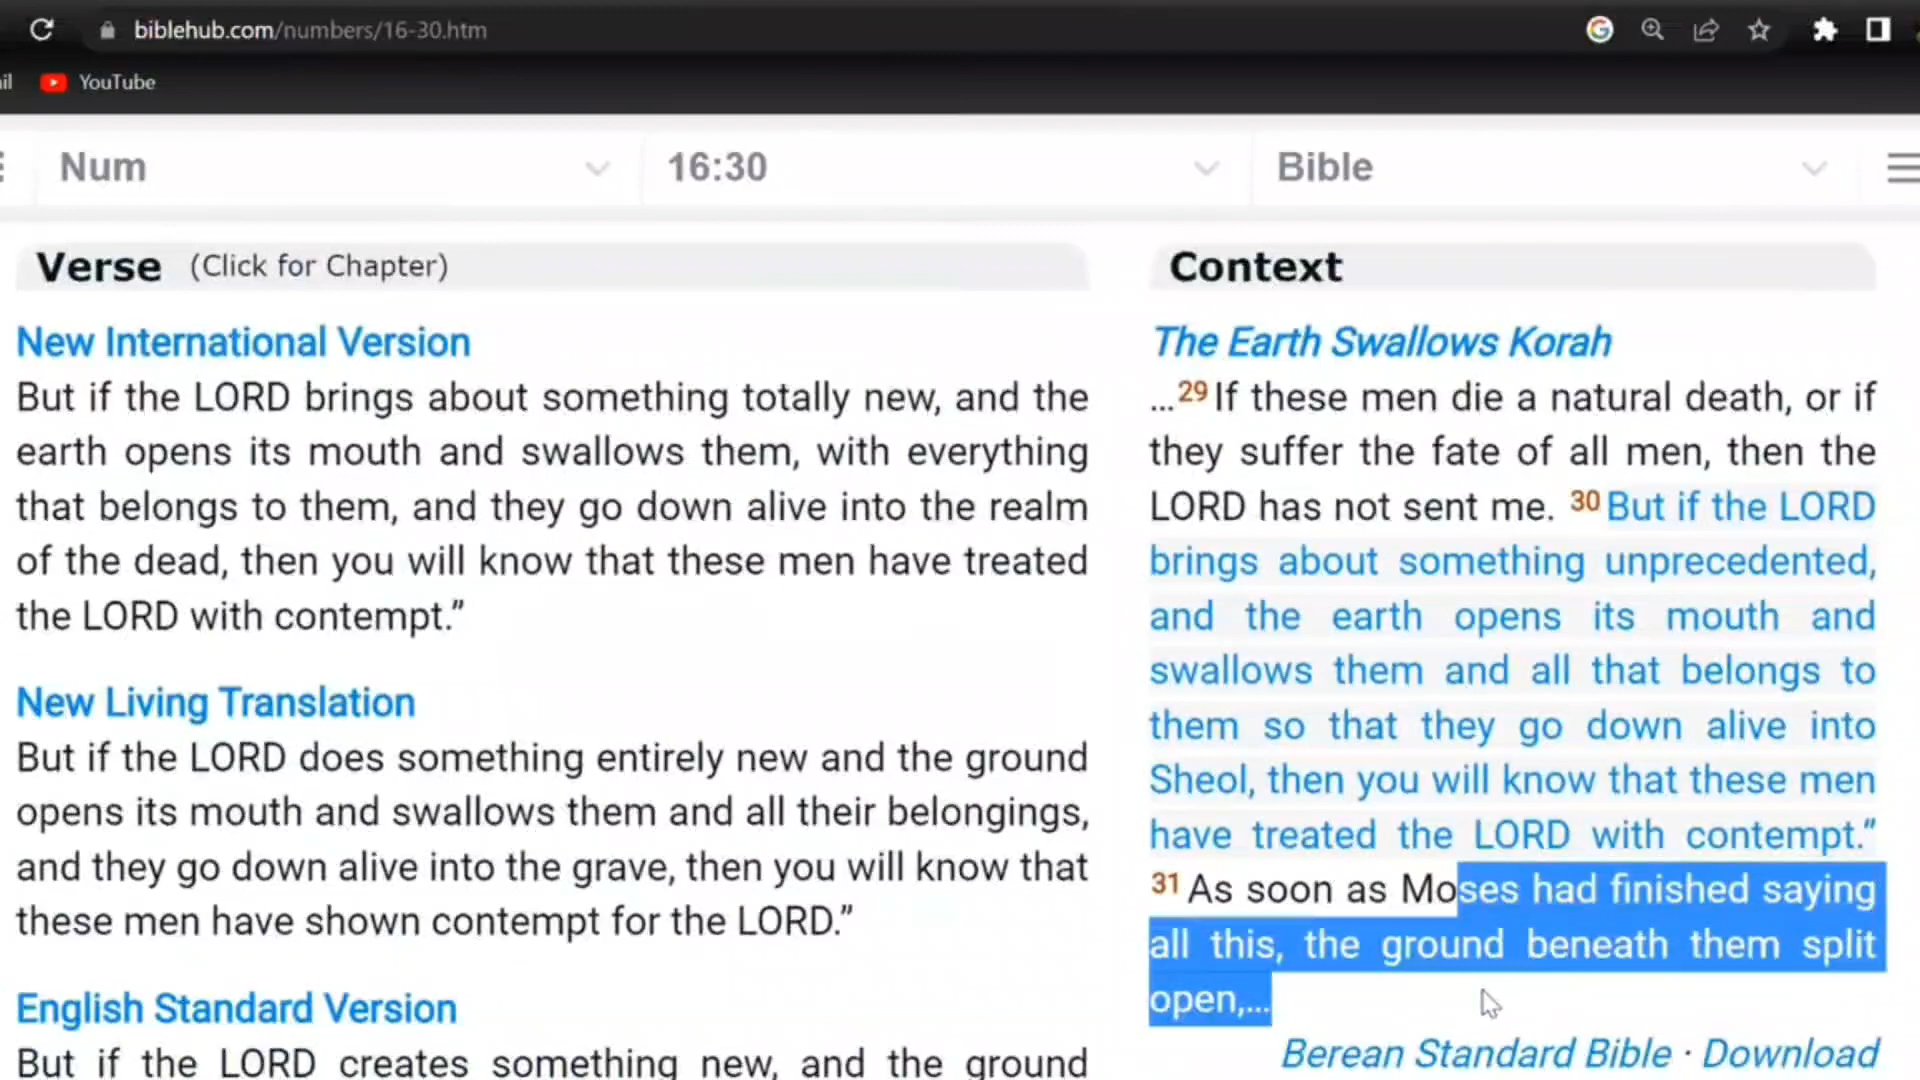 biblehub.com/numbers/16-30.htm
YouTube
Num
16:30
Bible
Verse (Click for Chapter)
New International Version
But if the LORD brings about something totally new, and the
earth opens its mouth and swallows them, with everything
that belongs to them, and they go down alive into the realm
of the dead, then you will know that these men have treated
the LORD with contempt.”
New Living Translation
But if the LORD does something entirely new and the ground
opens its mouth and swallows them and all their belongings,
and they go down alive into the grave, then you will know that
these men have shown contempt for the LORD.”
English Standard Version
But if the LORD creates something new, and the ground
Context
The Earth Swallows Korah
...29 If these men die a natural death, or if
they suffer the fate of all men, then the
LORD has not sent me. 30 But if the LORD
brings about something unprecedented,
and the earth opens its mouth and
swallows them and all that belongs to
them so that they go down alive into
Sheol, then you will know that these men
have treated the LORD with contempt.”
31 As soon as Moses had finished saying
all this, the ground beneath them split
open,...
Berean Standard Bible · Download